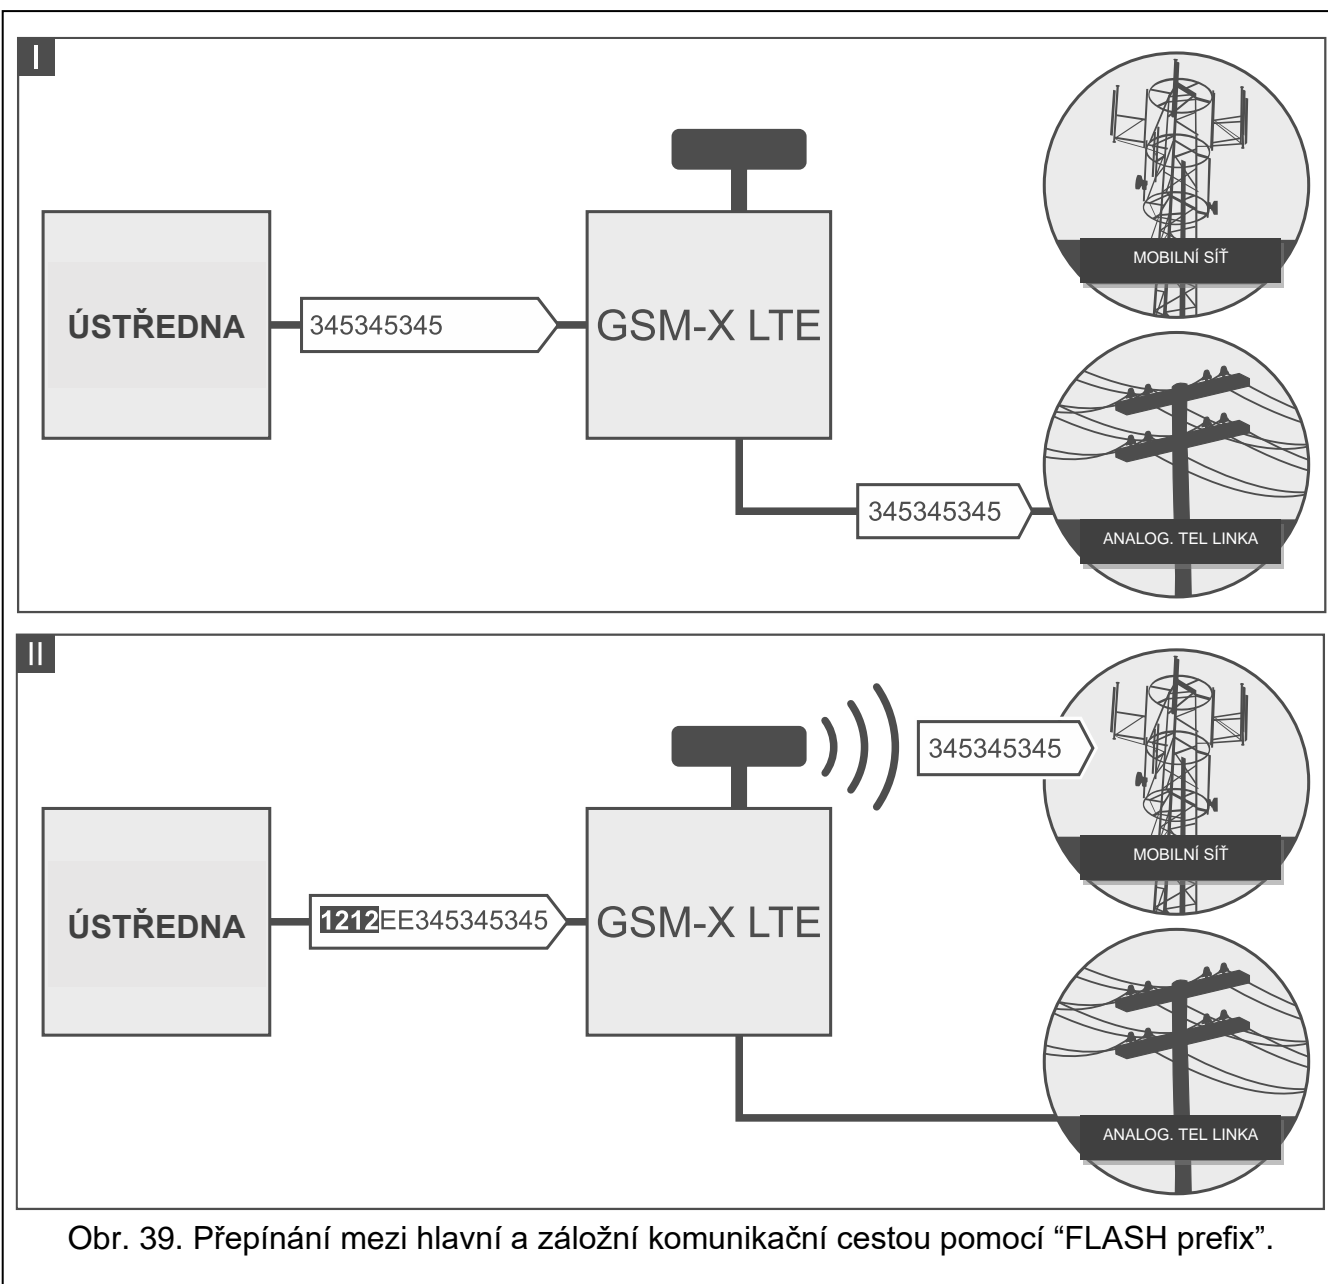 I
MOBILNÍ SÍŤ
ÚSTŘEDNA
345345345
GSM-X LTE
345345345
ANALOG. TEL LINKA
II
345345345
MOBILNÍ SÍŤ
ÚSTŘEDNA
1212EE345345345
GSM-X LTE
ANALOG. TEL LINKA
Obr. 39. Přepínání mezi hlavní a záložní komunikační cestou pomocí “FLASH prefix”.